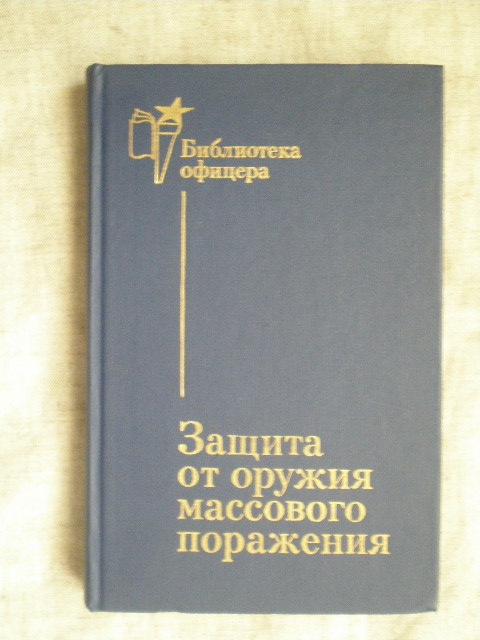 Библиотека
офицера
Защита
от оружия
массового
поражения